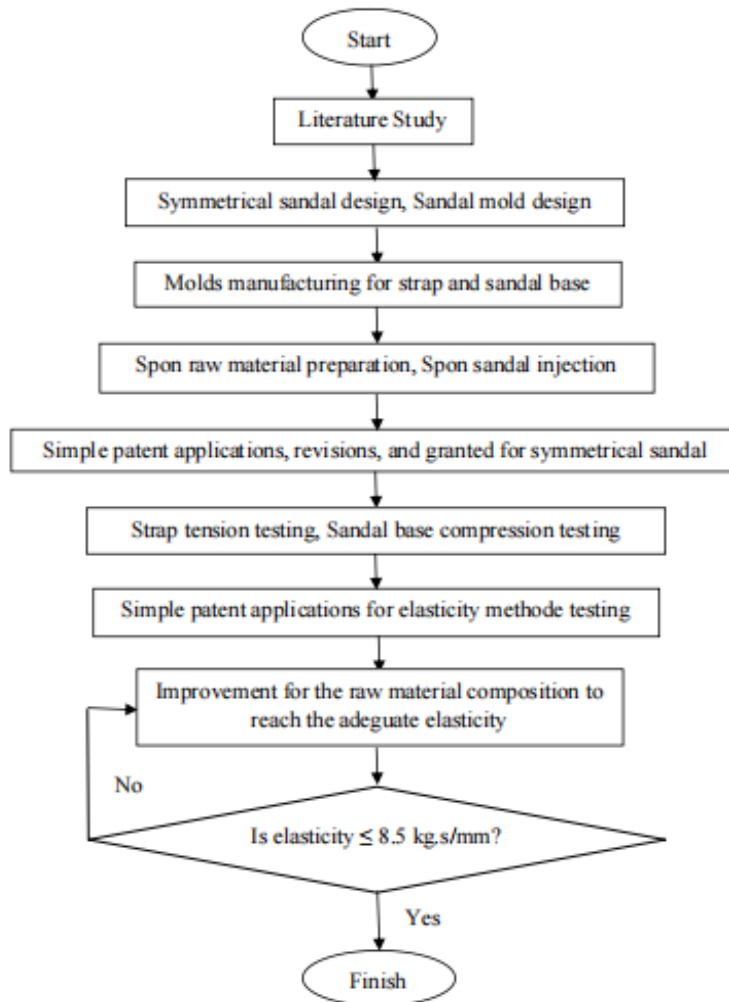 Start
Literature Study
Symmetrical sandal design, Sandal mold design
Molds manufacturing for strap and sandal base
Spon raw material preparation, Spon sandal injection
Simple patent applications, revisions, and granted for symmetrical sandal
Strap tension testing, Sandal base compression testing
Simple patent applications for elasticity methode testing
Improvement for the raw material composition to
reach the adeguate elasticity
No
Is elasticity ≤ 8.5 kg.s/mm?
Yes
Finish